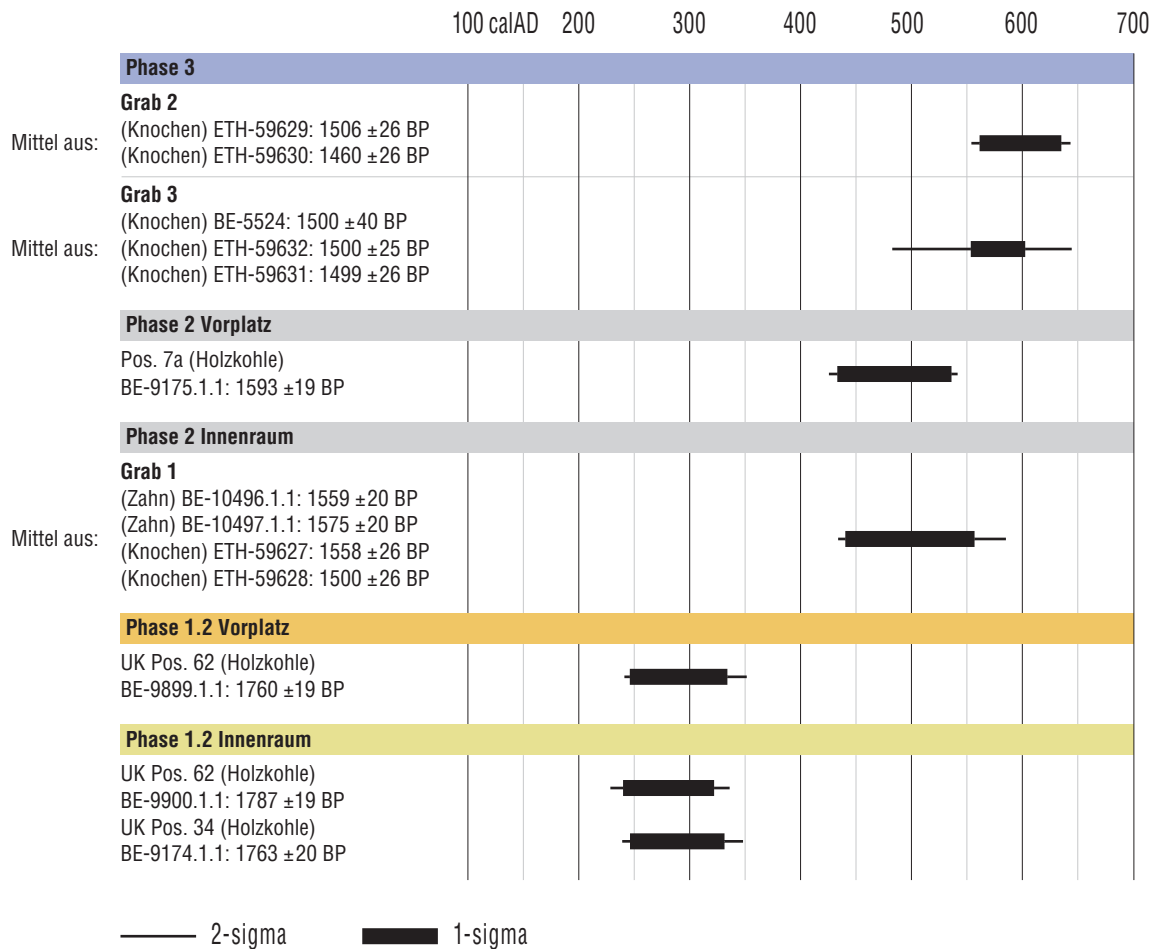 100 calAD 200 300 400 500 600 700
Phase 3
Grab 2
Mittel aus:
(Knochen) ETH-59629: 1506 ±26 BP
(Knochen) ETH-59630: 1460 ±26 BP
Grab 3
(Knochen) BE-5524: 1500 ±40 BP
Mittel aus: (Knochen) ETH-59632: 1500 ±25 BP
(Knochen) ETH-59631: 1499 ±26 BP
Phase 2 Vorplatz
Pos. 7a (Holzkohle)
BE-9175.1.1: 1593 ±19 BP
Phase 2 Innenraum
Grab 1
(Zahn) BE-10496.1.1: 1559 ±20 BP
(Zahn) BE-10497.1.1: 1575 ±20 BP
Mittel aus:
(Knochen) ETH-59627: 1558 ±26 BP
(Knochen) ETH-59628: 1500 ±26 BP
Phase 1.2 Vorplatz
UK Pos. 62 (Holzkohle)
BE-9899.1.1: 1760 ±19 BP
Phase 1.2 Innenraum
UK Pos. 62 (Holzkohle)
BE-9900.1.1: 1787 ±19 BP
UK Pos. 34 (Holzkohle)
BE-9174.1.1: 1763 ±20 BP
2-sigma 1-sigma